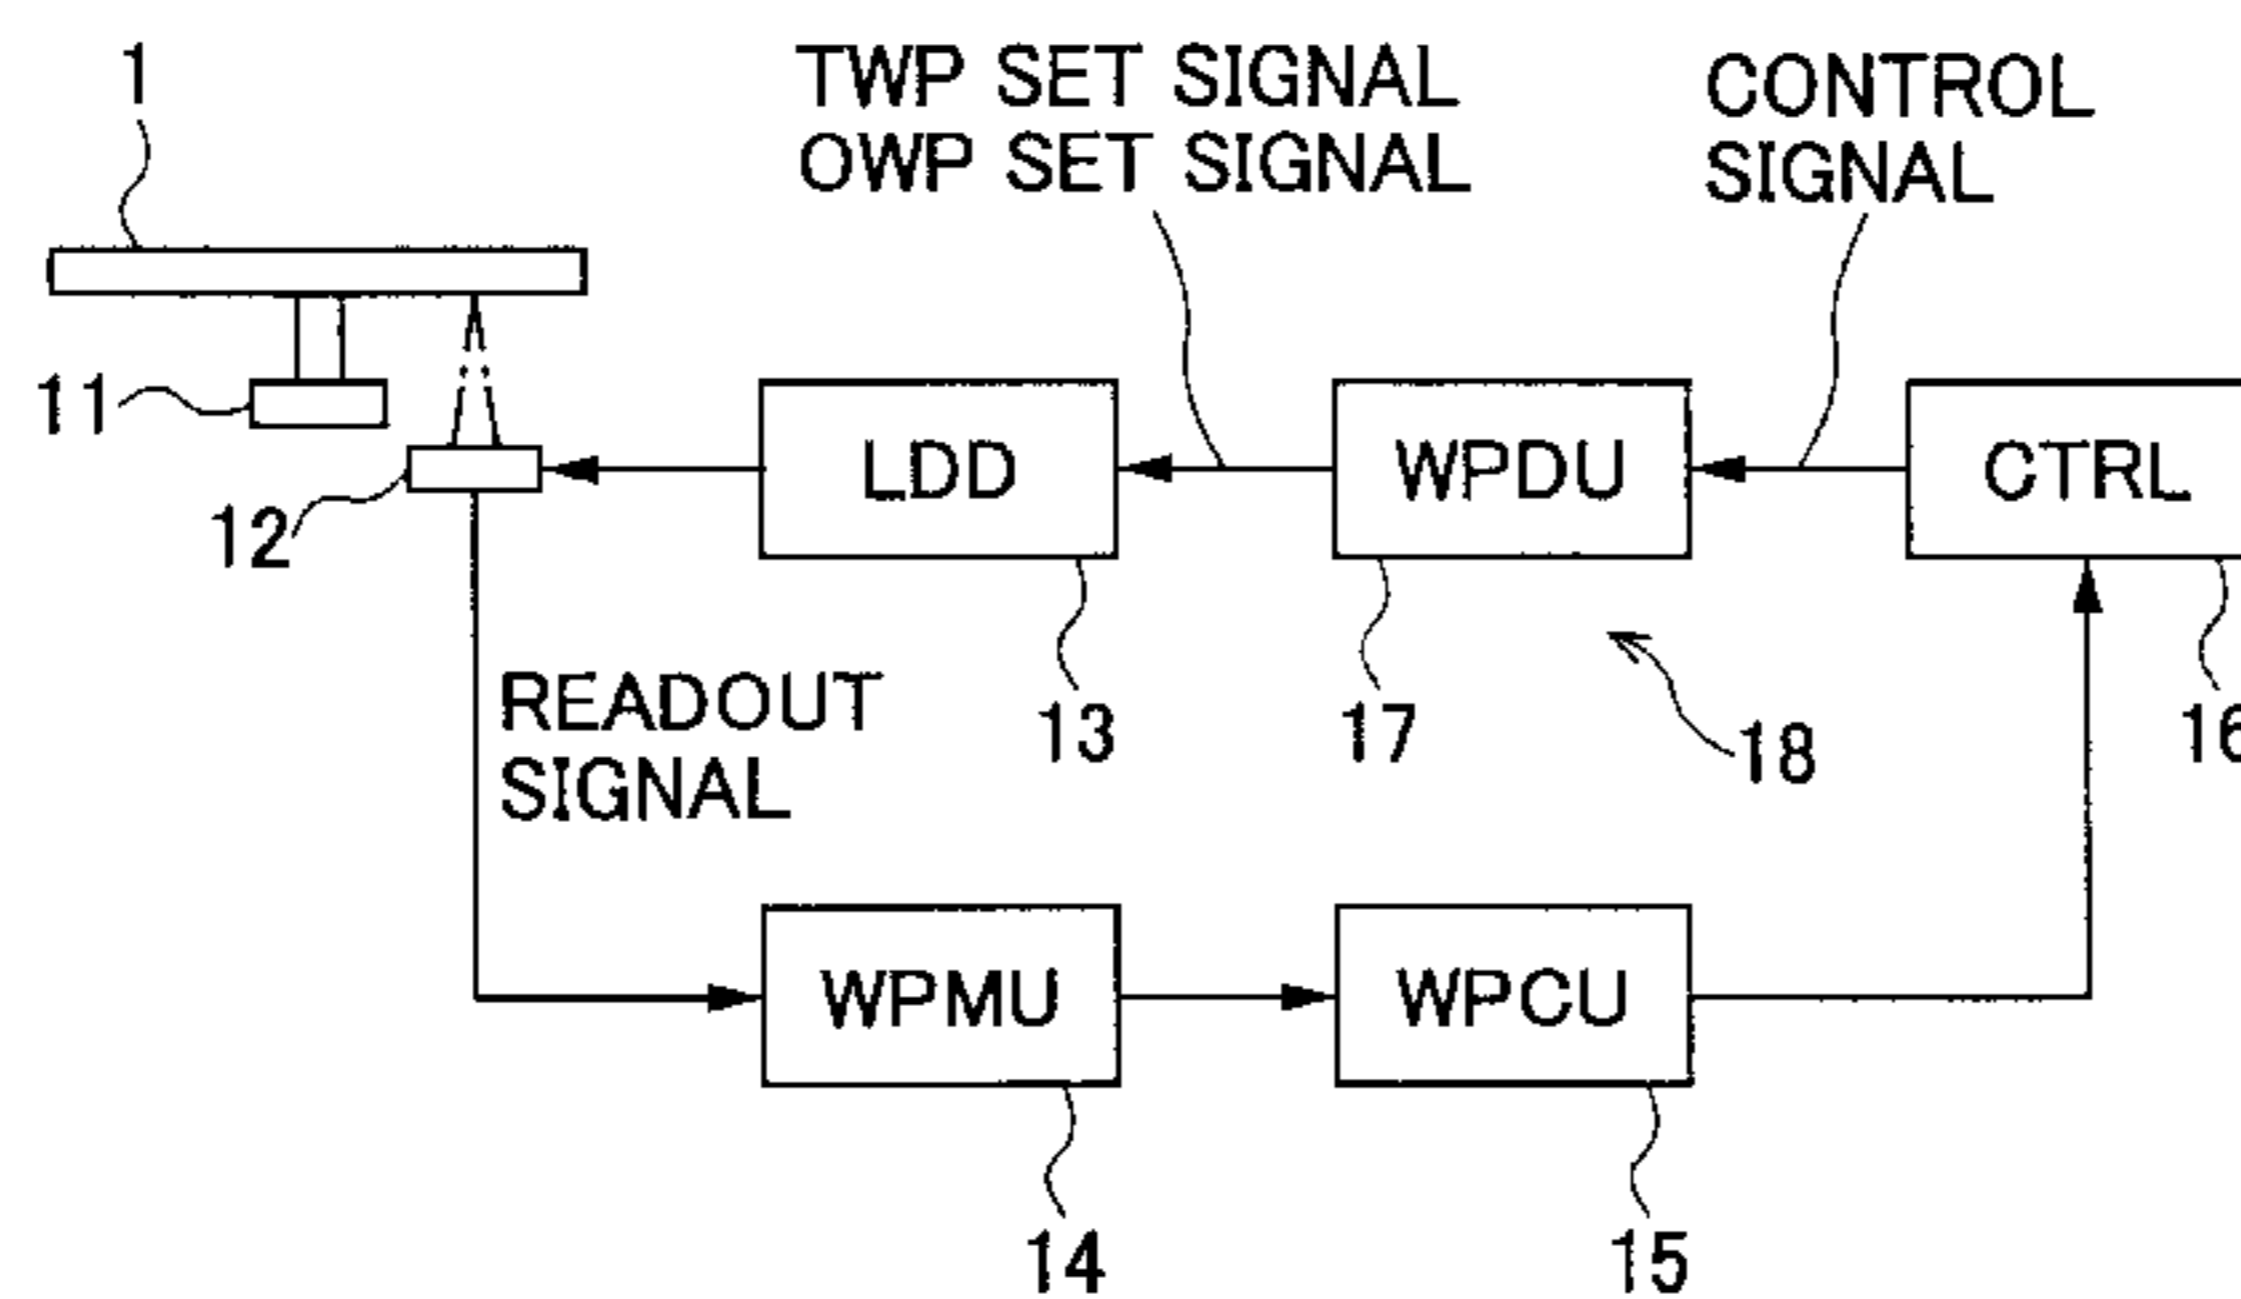 1
TWP SET SIGNAL
OWP SET SIGNAL
CONTROL
SIGNAL
11
12
LDD
WPDU
CTRL
13
17
18
16
READOUT
SIGNAL
WPMU
WPCU
14
15